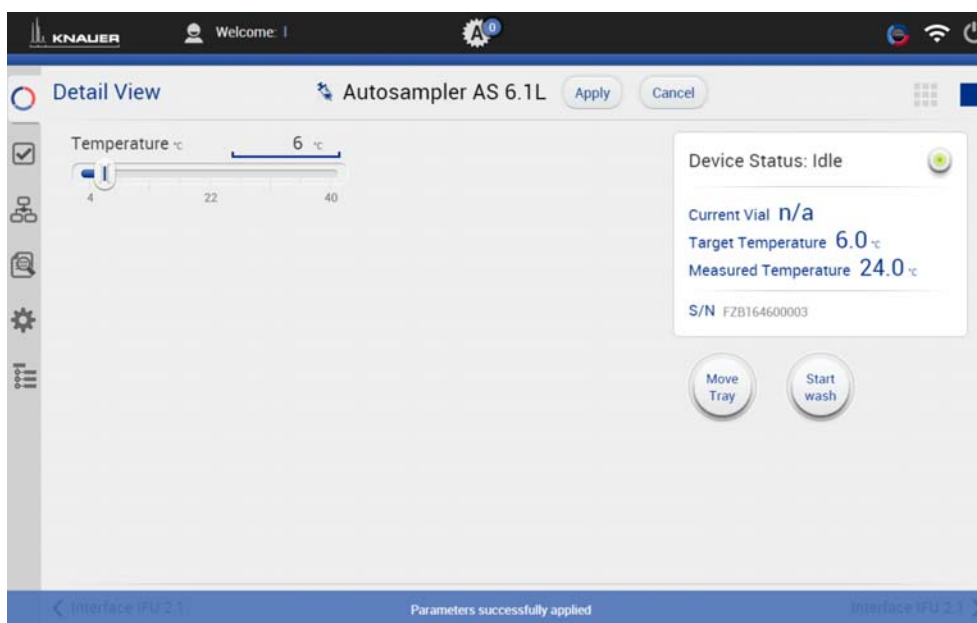 KNAUER
Welcome: I
A 0
Detail View
Autosampler AS 6.1L
Apply
Cancel
Temperature °C 6 °C
4 22 40
Device Status: Idle
Current Vial n/a
Target Temperature 6.0 °C
Measured Temperature 24.0 °C
S/N FZB164600003
Move
Tray
Start
wash
Interface IFU 2.1
Parameters successfully applied
Interface IFU 2.1